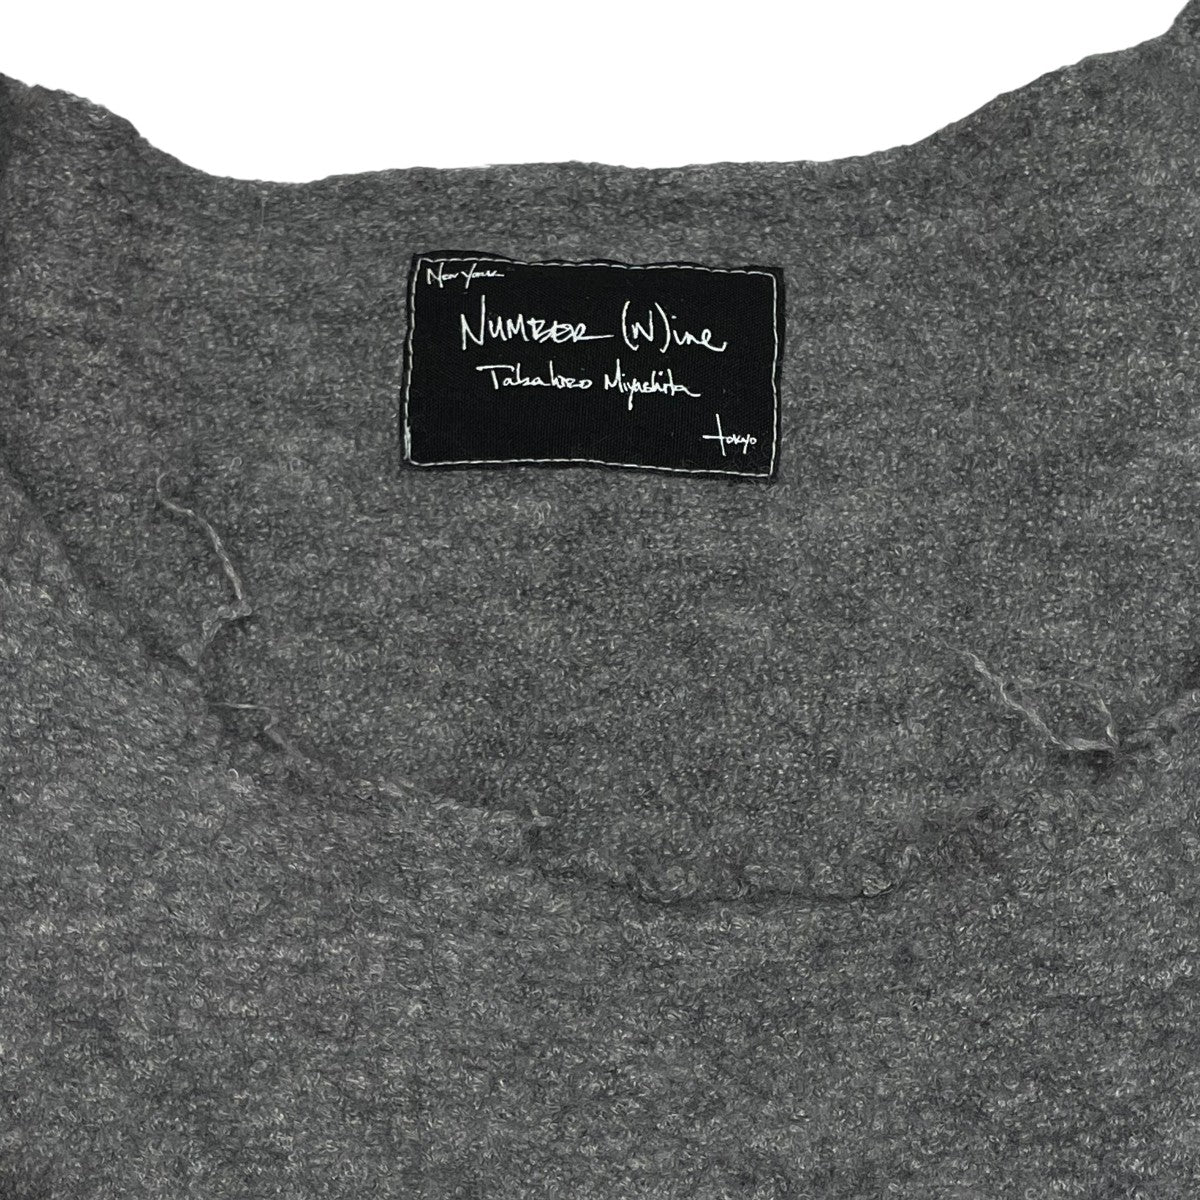 New York
NUMBER (N)ine
Takahiro Miyashita
tokyo